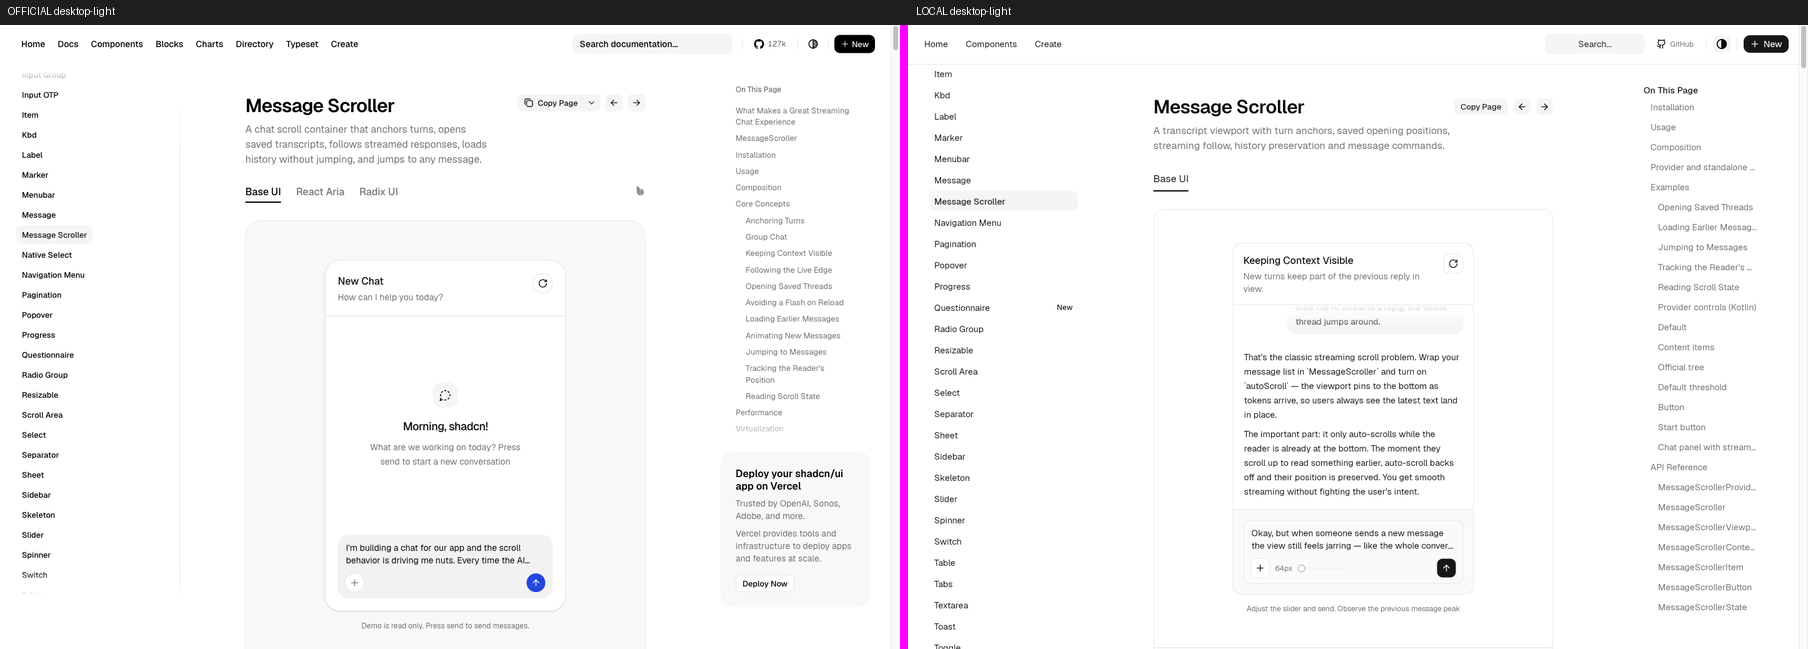 OFFICIAL desktop-light
Home Docs Components Blocks Charts Directory Typeset Create
Search documentation...
127k
New
Input Group
Input OTP
Item
Kbd
Label
Marker
Menubar
Message
Message Scroller
Native Select
Navigation Menu
Pagination
Popover
Progress
Questionnaire
Radio Group
Resizable
Scroll Area
Select
Separator
Sheet
Sidebar
Skeleton
Slider
Spinner
Switch
Message Scroller
Copy Page
A chat scroll container that anchors turns, opens
saved transcripts, follows streamed responses, loads
history without jumping, and jumps to any message.
Base UI React Aria Radix UI
New Chat
How can I help you today?
Morning, shadcn!
What are we working on today? Press
send to start a new conversation
I'm building a chat for our app and the scroll
behavior is driving me nuts. Every time the AI...
Demo is read only. Press send to send messages.
On This Page
What Makes a Great Streaming
Chat Experience
MessageScroller
Installation
Usage
Composition
Core Concepts
Anchoring Turns
Group Chat
Keeping Context Visible
Following the Live Edge
Opening Saved Threads
Avoiding a Flash on Reload
Loading Earlier Messages
Animating New Messages
Jumping to Messages
Tracking the Reader's
Position
Reading Scroll State
Performance
Virtualization
Deploy your shadcn/ui
app on Vercel
Trusted by OpenAI, Sonos,
Adobe, and more.
Vercel provides tools and
infrastructure to deploy apps
and features at scale.
Deploy Now
LOCAL desktop-light
Home Components Create
Search...
GitHub
New
Item
Kbd
Label
Marker
Menubar
Message
Message Scroller
Navigation Menu
Pagination
Popover
Progress
Questionnaire New
Radio Group
Resizable
Scroll Area
Select
Separator
Sheet
Sidebar
Skeleton
Slider
Spinner
Switch
Table
Tabs
Textarea
Toast
Toggle
Message Scroller
Copy Page
A transcript viewport with turn anchors, saved opening positions,
streaming follow, history preservation and message commands.
Base UI
Keeping Context Visible
New turns keep part of the previous reply in
view.
time the AI streams a reply, the whole
thread jumps around.
That's the classic streaming scroll problem. Wrap your
message list in `MessageScroller` and turn on
`autoScroll` — the viewport pins to the bottom as
tokens arrive, so users always see the latest text land
in place.
The important part: it only auto-scrolls while the
reader is already at the bottom. The moment they
scroll up to read something earlier, auto-scroll backs
off and their position is preserved. You get smooth
streaming without fighting the user's intent.
Okay, but when someone sends a new message
the view still feels jarring — like the whole conver...
64px
Adjust the slider and send. Observe the previous message peak
On This Page
Installation
Usage
Composition
Provider and standalone ...
Examples
Opening Saved Threads
Loading Earlier Messag...
Jumping to Messages
Tracking the Reader's ...
Reading Scroll State
Provider controls (Kotlin)
Default
Content items
Official tree
Default threshold
Button
Start button
Chat panel with stream...
API Reference
MessageScrollerProvid...
MessageScroller
MessageScrollerViewp...
MessageScrollerConte...
MessageScrollerItem
MessageScrollerButton
MessageScrollerState